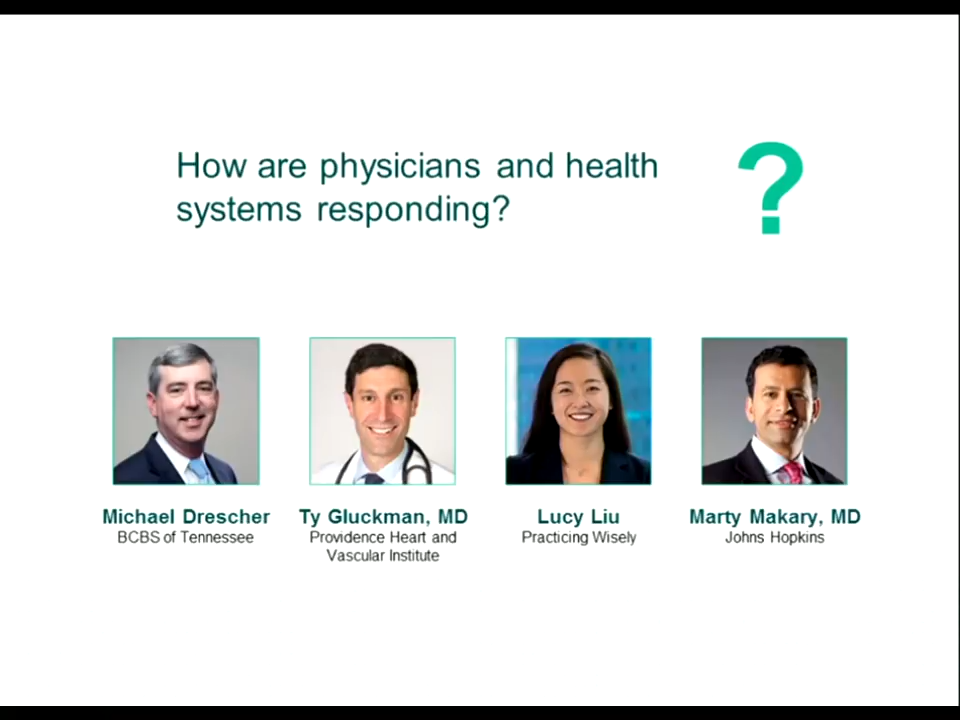 How are physicians and health
systems responding?
?
Michael Drescher
BCBS of Tennessee
Ty Gluckman, MD
Providence Heart and
Vascular Institute
Lucy Liu
Practicing Wisely
Marty Makary, MD
Johns Hopkins